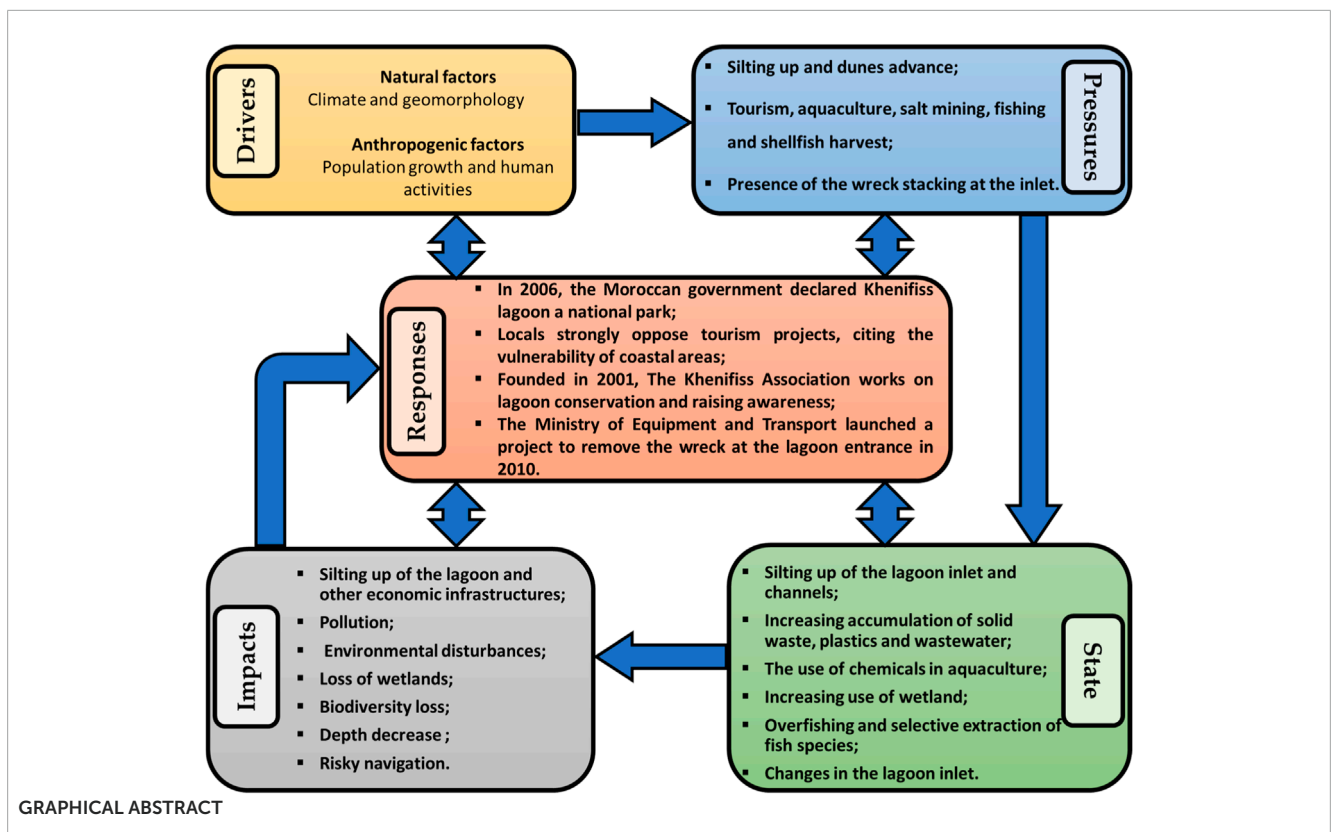 Drivers
Natural factors
Climate and geomorphology
Anthropogenic factors
Population growth and human
activities
▪ Silting up and dunes advance;
▪ Tourism, aquaculture, salt mining, fishing
and shellfish harvest;
▪ Presence of the wreck stacking at the inlet.
Pressures
Responses
▪ In 2006, the Moroccan government declared Khenifiss
lagoon a national park;
▪ Locals strongly oppose tourism projects, citing the
vulnerability of coastal areas;
▪ Founded in 2001, The Khenifiss Association works on
lagoon conservation and raising awareness;
▪ The Ministry of Equipment and Transport launched a
project to remove the wreck at the lagoon entrance in
2010.
Impacts
▪ Silting up of the lagoon and
other economic infrastructures;
▪ Pollution;
▪ Environmental disturbances;
▪ Loss of wetlands;
▪ Biodiversity loss;
▪ Depth decrease ;
▪ Risky navigation.
▪ Silting up of the lagoon inlet and
channels;
▪ Increasing accumulation of solid
waste, plastics and wastewater;
▪ The use of chemicals in aquaculture;
▪ Increasing use of wetland;
▪ Overfishing and selective extraction of
fish species;
▪ Changes in the lagoon inlet.
State
GRAPHICAL ABSTRACT